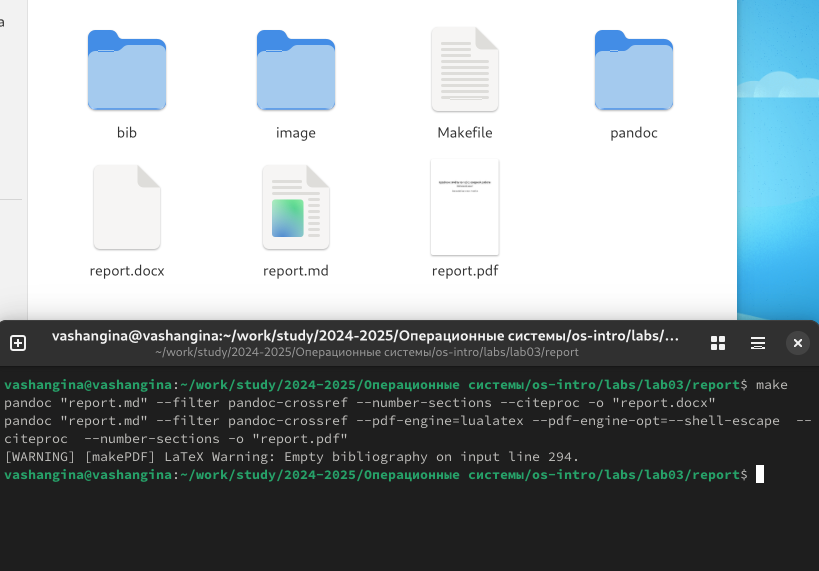 a
bib
image
Makefile
pandoc
report.docx
report.md
report.pdf
vashangina@vashangina:~/work/study/2024-2025/Операционные системы/os-intro/labs/...
~/work/study/2024-2025/Операционные системы/os-intro/labs/lab03/report
vashangina@vashangina:~/work/study/2024-2025/Операционные системы/os-intro/labs/lab03/report$ make
pandoc "report.md" --filter pandoc-crossref --number-sections --citeproc -o "report.docx"
pandoc "report.md" --filter pandoc-crossref --pdf-engine=lualatex --pdf-engine-opt=--shell-escape  --
citeproc  --number-sections -o "report.pdf"
[WARNING] [makePDF] LaTeX Warning: Empty bibliography on input line 294.
vashangina@vashangina:~/work/study/2024-2025/Операционные системы/os-intro/labs/lab03/report$